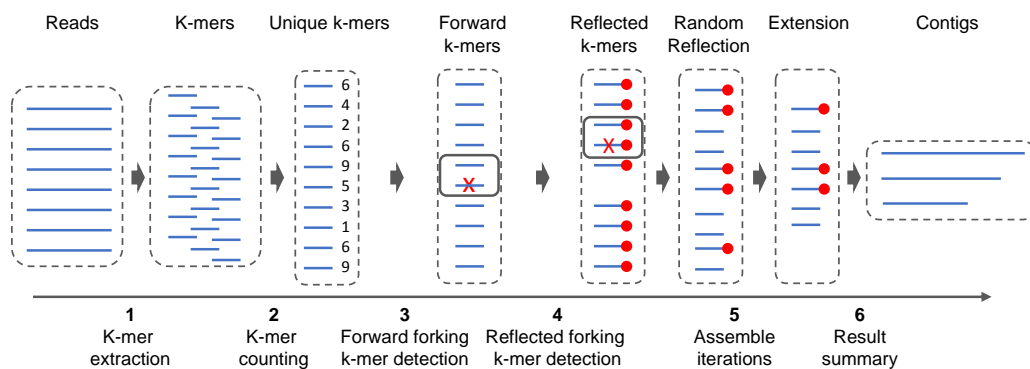 Reads
K-mers
Unique k-mers
Forward
k-mers
Reflected
k-mers
Random
Reflection
Extension
Contigs
6
4
2
6
9
5
3
1
6
9
X
X
1
K-mer
extraction
2
K-mer
counting
3
Forward forking
k-mer detection
4
Reflected forking
k-mer detection
5
Assemble
iterations
6
Result
summary